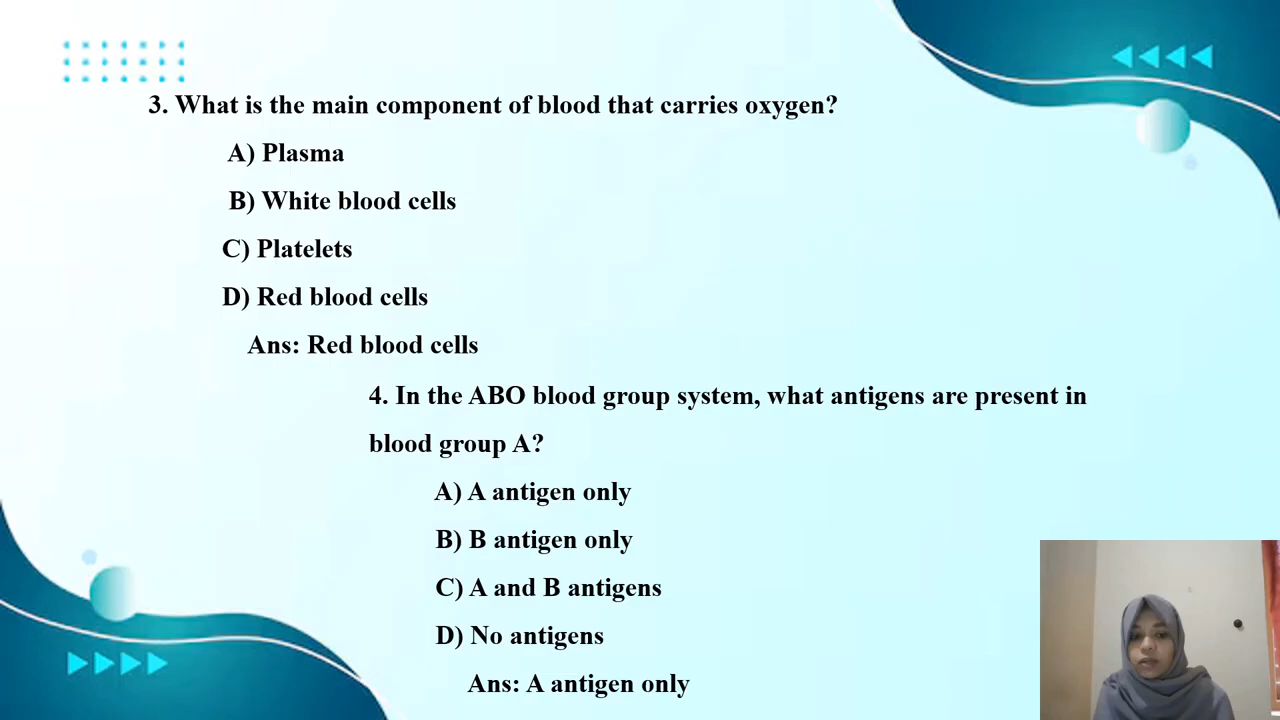 3. What is the main component of blood that carries oxygen?
A) Plasma
B) White blood cells
C) Platelets
D) Red blood cells
Ans: Red blood cells
4. In the ABO blood group system, what antigens are present in
blood group A?
A) A antigen only
B) B antigen only
C) A and B antigens
D) No antigens
Ans: A antigen only